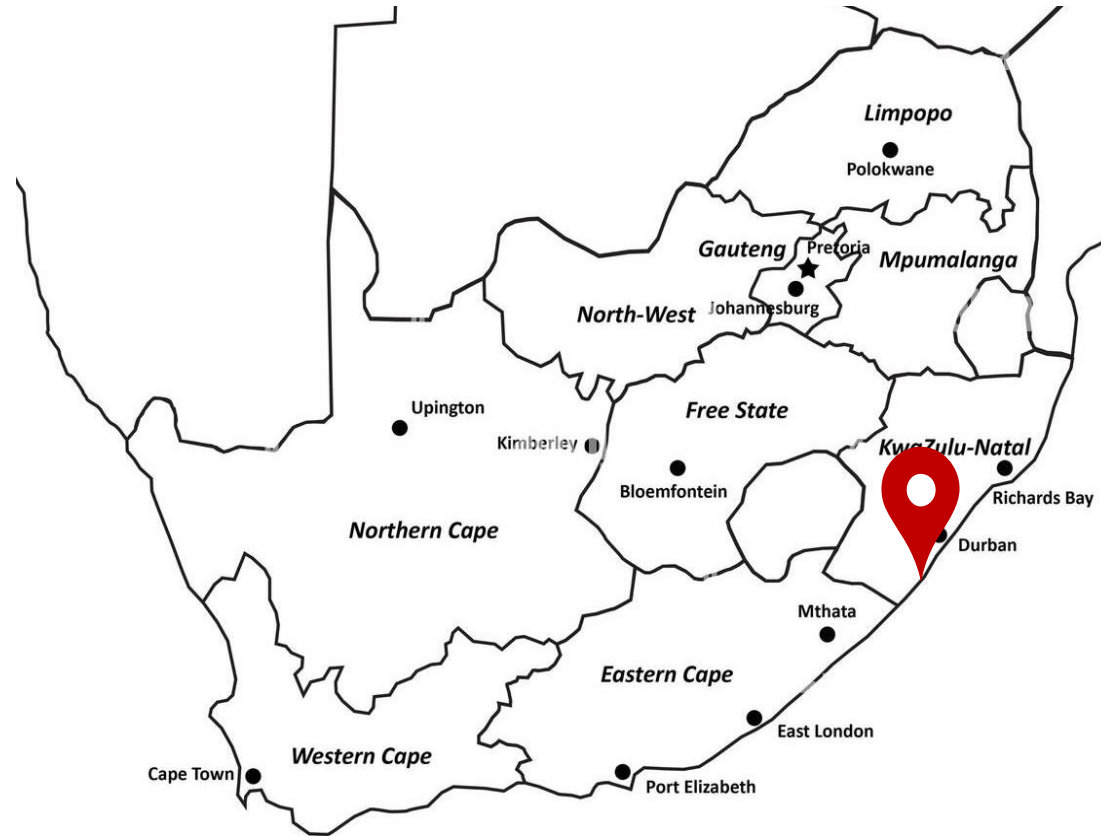 Limpopo
Polokwane
Gauteng
Pretoria
Mpumalanga
North-West
Johannesburg
Upington
Free State
Kimberley
KwaZulu-Natal
Bloemfontein
Richards Bay
Northern Cape
Durban
Mthata
Eastern Cape
East London
Western Cape
Cape Town
Port Elizabeth